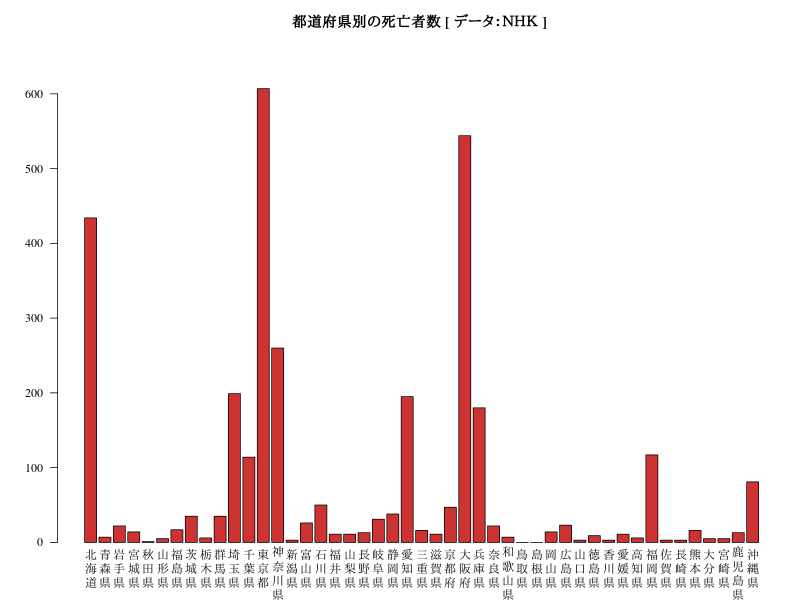 都道府県別の死亡者数 [ データ：NHK ]
600
500
400
300
200
100
0
北海道
青森県
岩手県
宮城県
秋田県
山形県
福島県
茨城県
栃木県
群馬県
埼玉県
千葉県
東京都
神奈川県
新潟県
富山県
石川県
福井県
山梨県
長野県
岐阜県
静岡県
愛知県
三重県
滋賀県
京都府
大阪府
兵庫県
奈良県
和歌山県
鳥取県
島根県
岡山県
広島県
山口県
徳島県
香川県
愛媛県
高知県
福岡県
佐賀県
長崎県
熊本県
大分県
宮崎県
鹿児島県
沖縄県